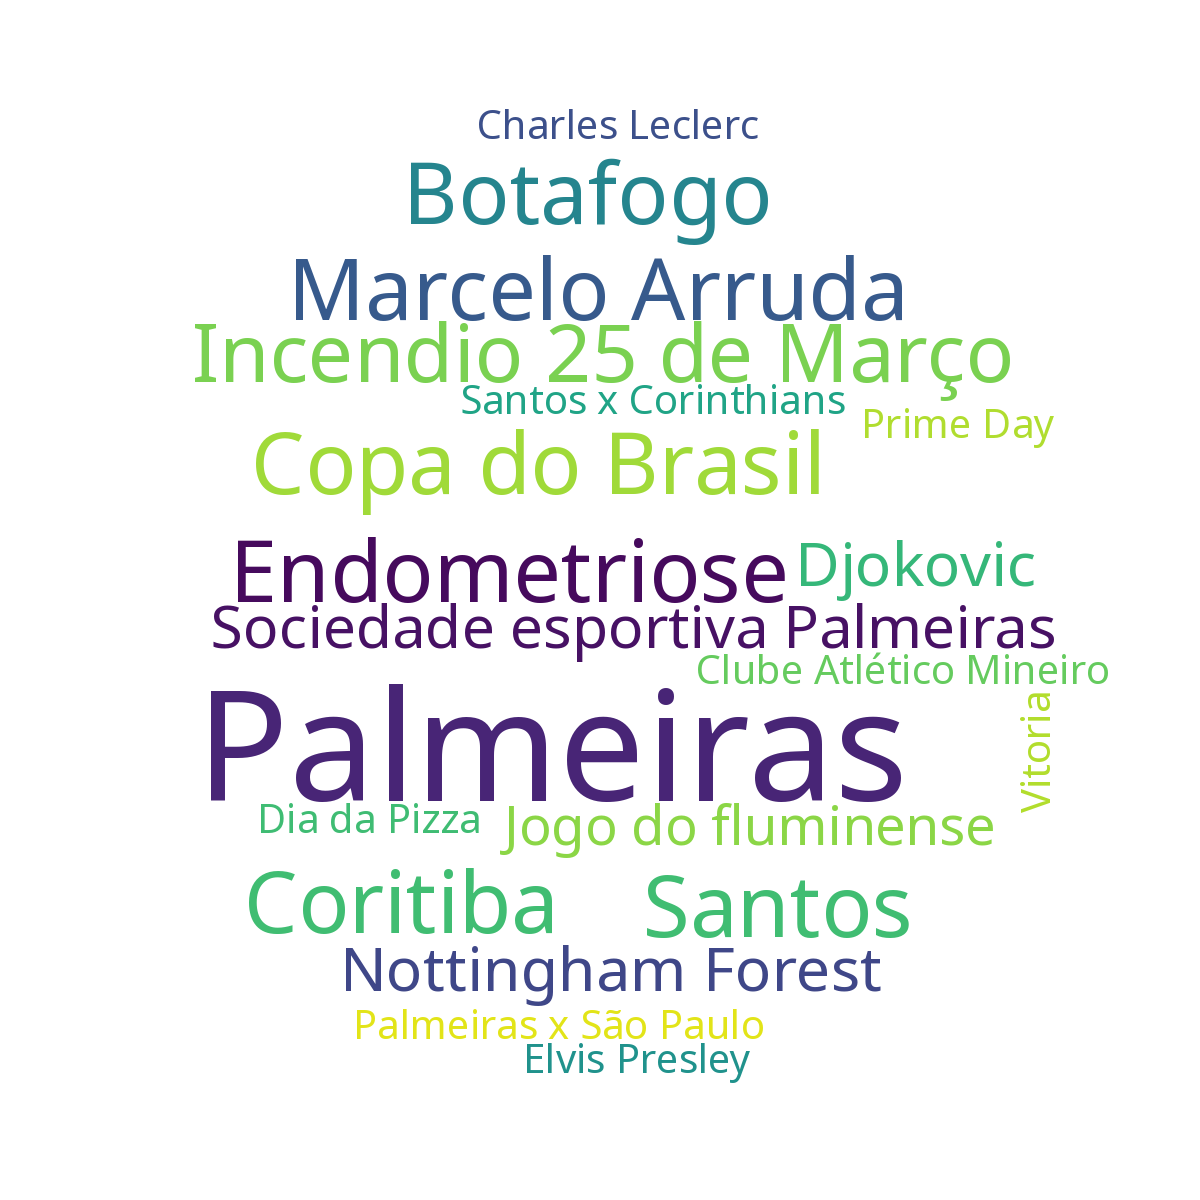 Charles Leclerc
Botafogo
Marcelo Arruda
Incendio 25 de Março
Santos x Corinthians
Prime Day
Copa do Brasil
Endometriose
Djokovic
Sociedade esportiva Palmeiras
Clube Atlético Mineiro
Palmeiras
Vitoria
Dia da Pizza
Jogo do fluminense
Coritiba
Santos
Nottingham Forest
Palmeiras x São Paulo
Elvis Presley